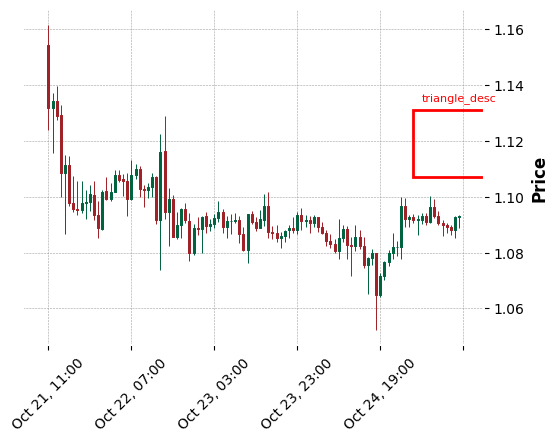 1.16
1.14
triangle_desc
1.12
1.10
1.08
1.06
Price
Oct 21, 11:00
Oct 22, 07:00
Oct 23, 03:00
Oct 23, 23:00
Oct 24, 19:00